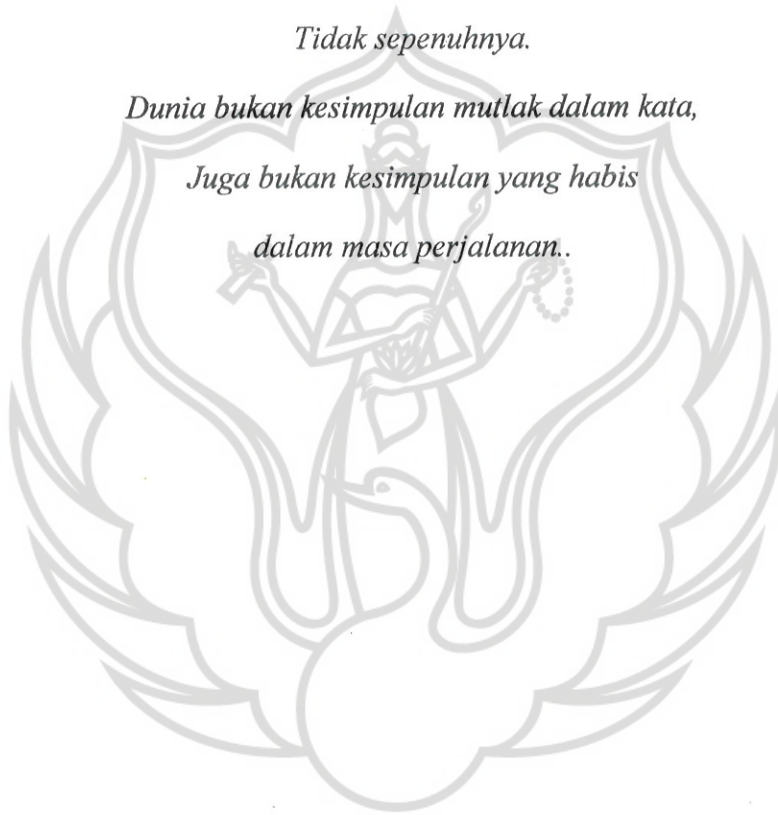 Tidak sepenuhnya.
Dunia bukan kesimpulan mutlak dalam kata,
Juga bukan kesimpulan yang habis
dalam masa perjalanan..